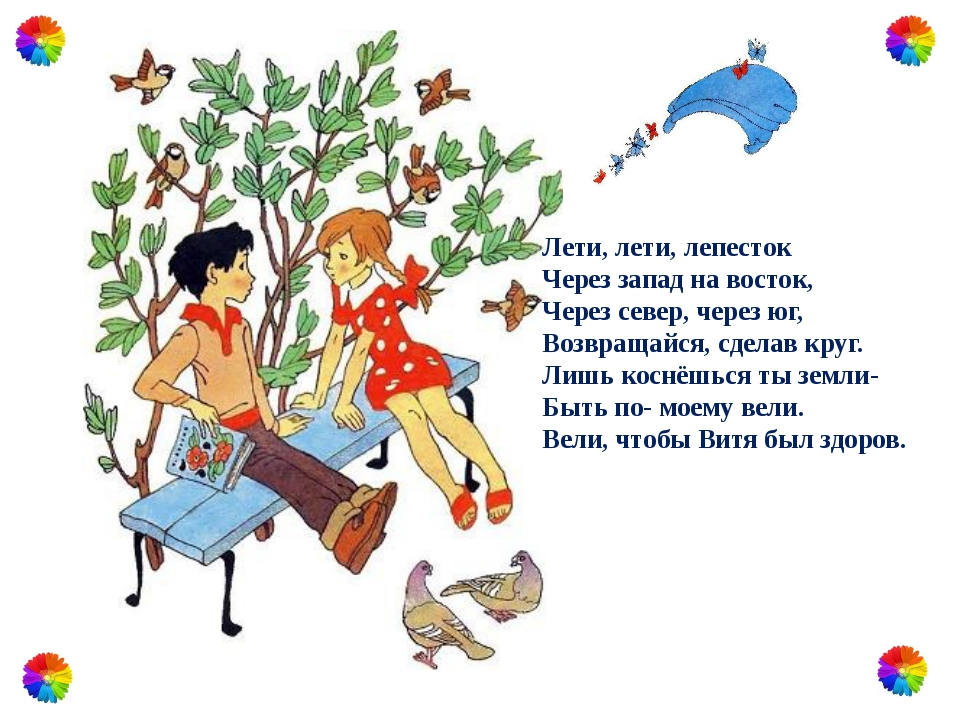 Лети, лети, лепесток
Через запад на восток,
Через север, через юг,
Возвращайся, сделав круг.
Лишь коснёшься ты земли-
Быть по- моему вели.
Вели, чтобы Витя был здоров.